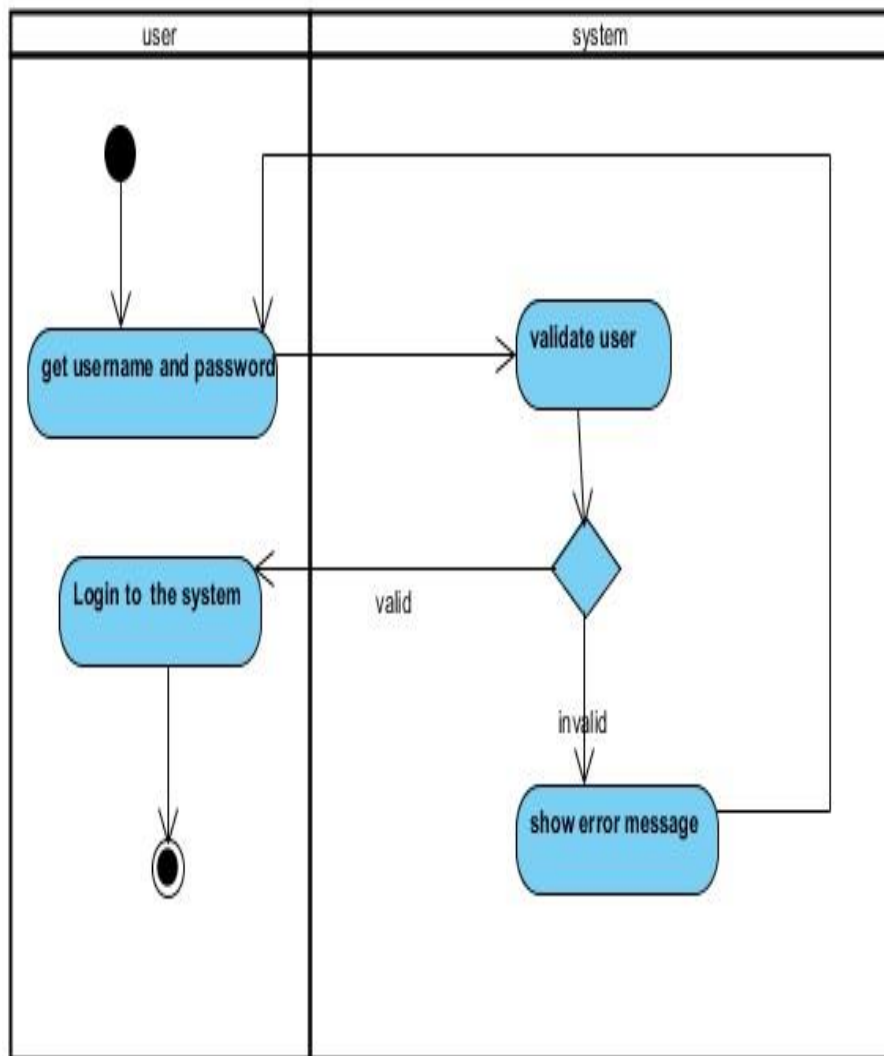 user
system
get username and password
validate user
Login to the system
valid
invalid
show error message